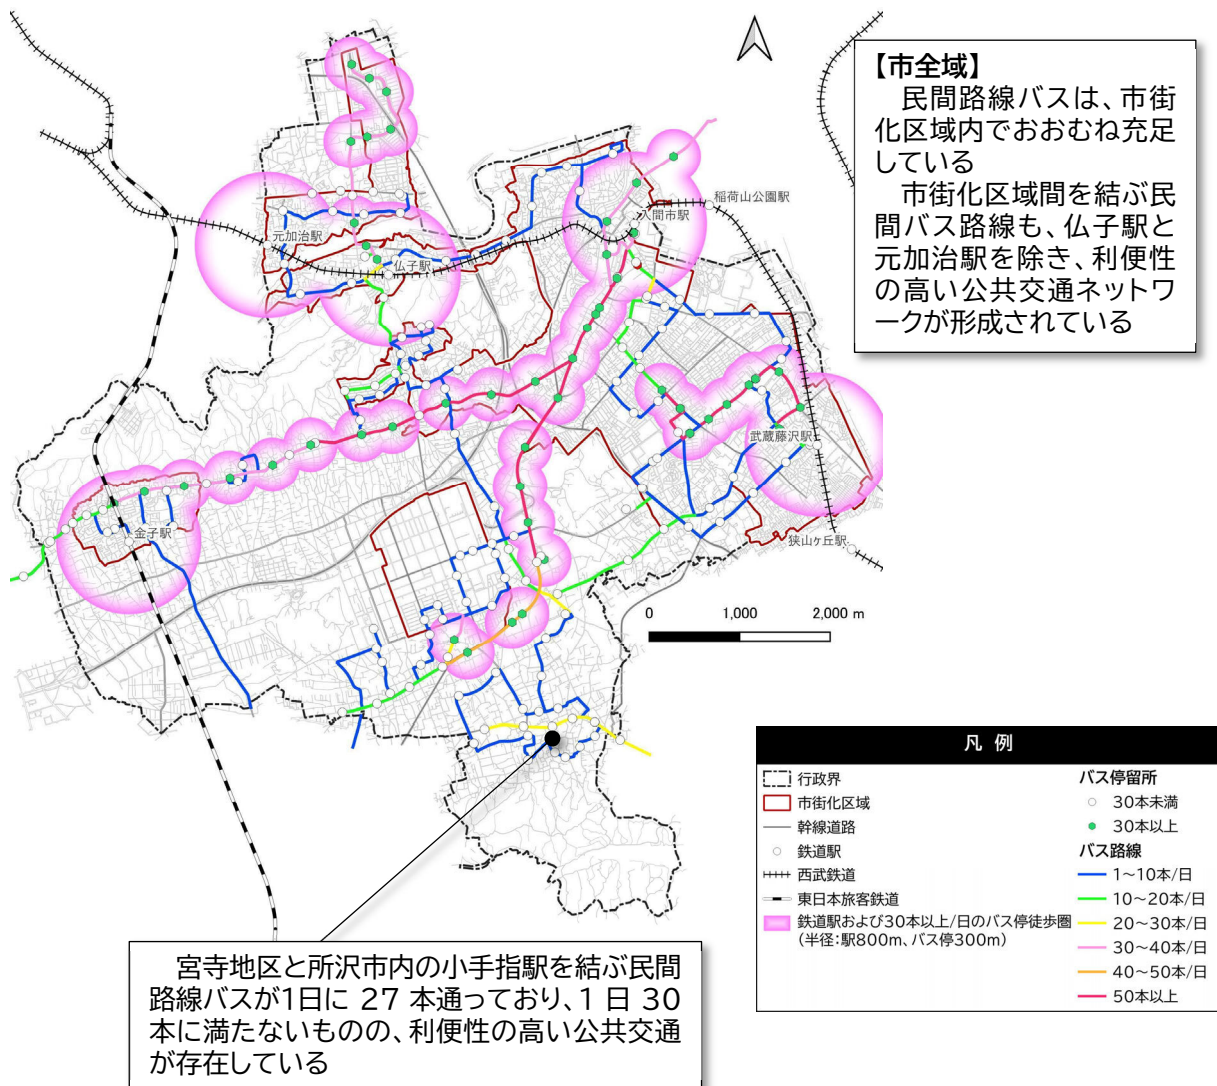 【市全域】
民間路線バスは、市街
化区域内でおおむね充足
している
市街化区域間を結ぶ民
間バス路線も、仏子駅と
元加治駅を除き、利便性
の高い公共交通ネットワ
ークが形成されている
稲荷山公園駅
入間市駅
元加治駅
仏子駅
武蔵藤沢駅
金子駅
狭山ヶ丘駅
0 1,000 2,000 m
凡 例
行政界
市街化区域
幹線道路
鉄道駅
西武鉄道
東日本旅客鉄道
鉄道駅および30本以上/日のバス停徒歩圏
(半径:駅800m、バス停300m)
バス停留所
30本未満
30本以上
バス路線
1~10本/日
10~20本/日
20~30本/日
30~40本/日
40~50本/日
50本以上
宮寺地区と所沢市内の小手指駅を結ぶ民間
路線バスが1日に 27 本通っており、1 日 30
本に満たないものの、利便性の高い公共交通
が存在している